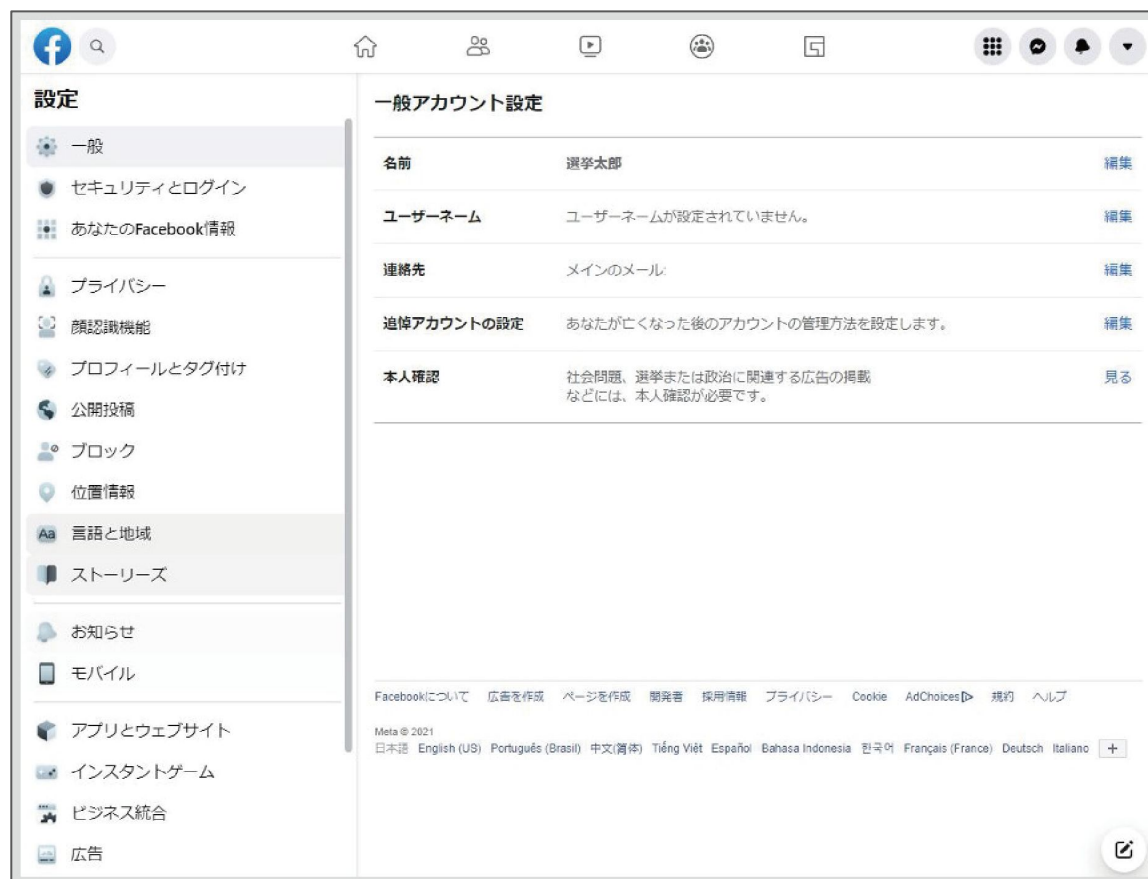 設定
一般
セキュリティとログイン
あなたのFacebook情報
プライバシー
顔認識機能
プロフィールとタグ付け
公開投稿
ブロック
位置情報
Aa 言語と地域
ストーリーズ
お知らせ
モバイル
アプリとウェブサイト
インスタントゲーム
ビジネス統合
広告
一般アカウント設定
名前 選挙太郎 編集
ユーザーネーム ユーザーネームが設定されていません。 編集
連絡先 メインのメール: 編集
追悼アカウントの設定 あなたが亡くなった後のアカウントの管理方法を設定します。 編集
本人確認 社会問題、選挙または政治に関連する広告の掲載 見る
などには、本人確認が必要です。
Facebookについて 広告を作成 ページを作成 開発者 採用情報 プライバシー Cookie AdChoices 規約 ヘルプ
Meta © 2021
日本語 English (US) Português (Brasil) 中文(简体) Tiếng Việt Español Bahasa Indonesia 한국어 Français (France) Deutsch Italiano +